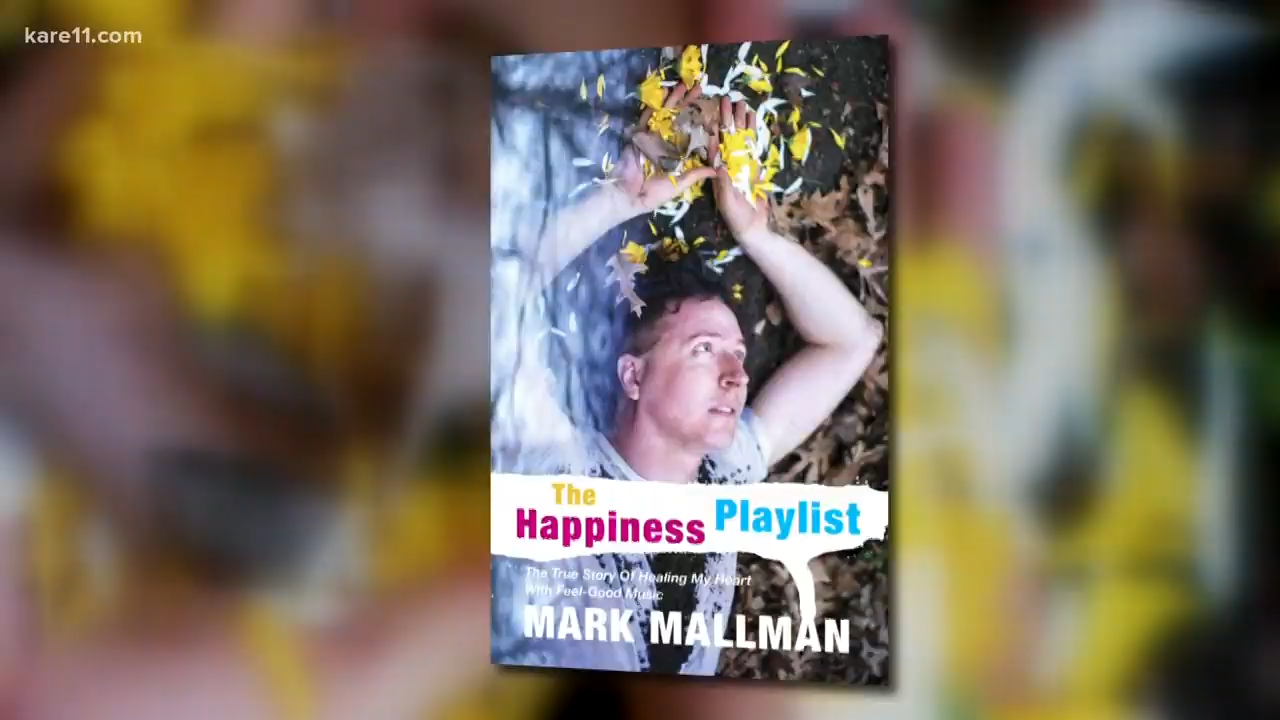 kare11.com
The
Happiness Playlist
The True Story Of Healing My Heart
With Feel-Good Music
MARK MALLMAN